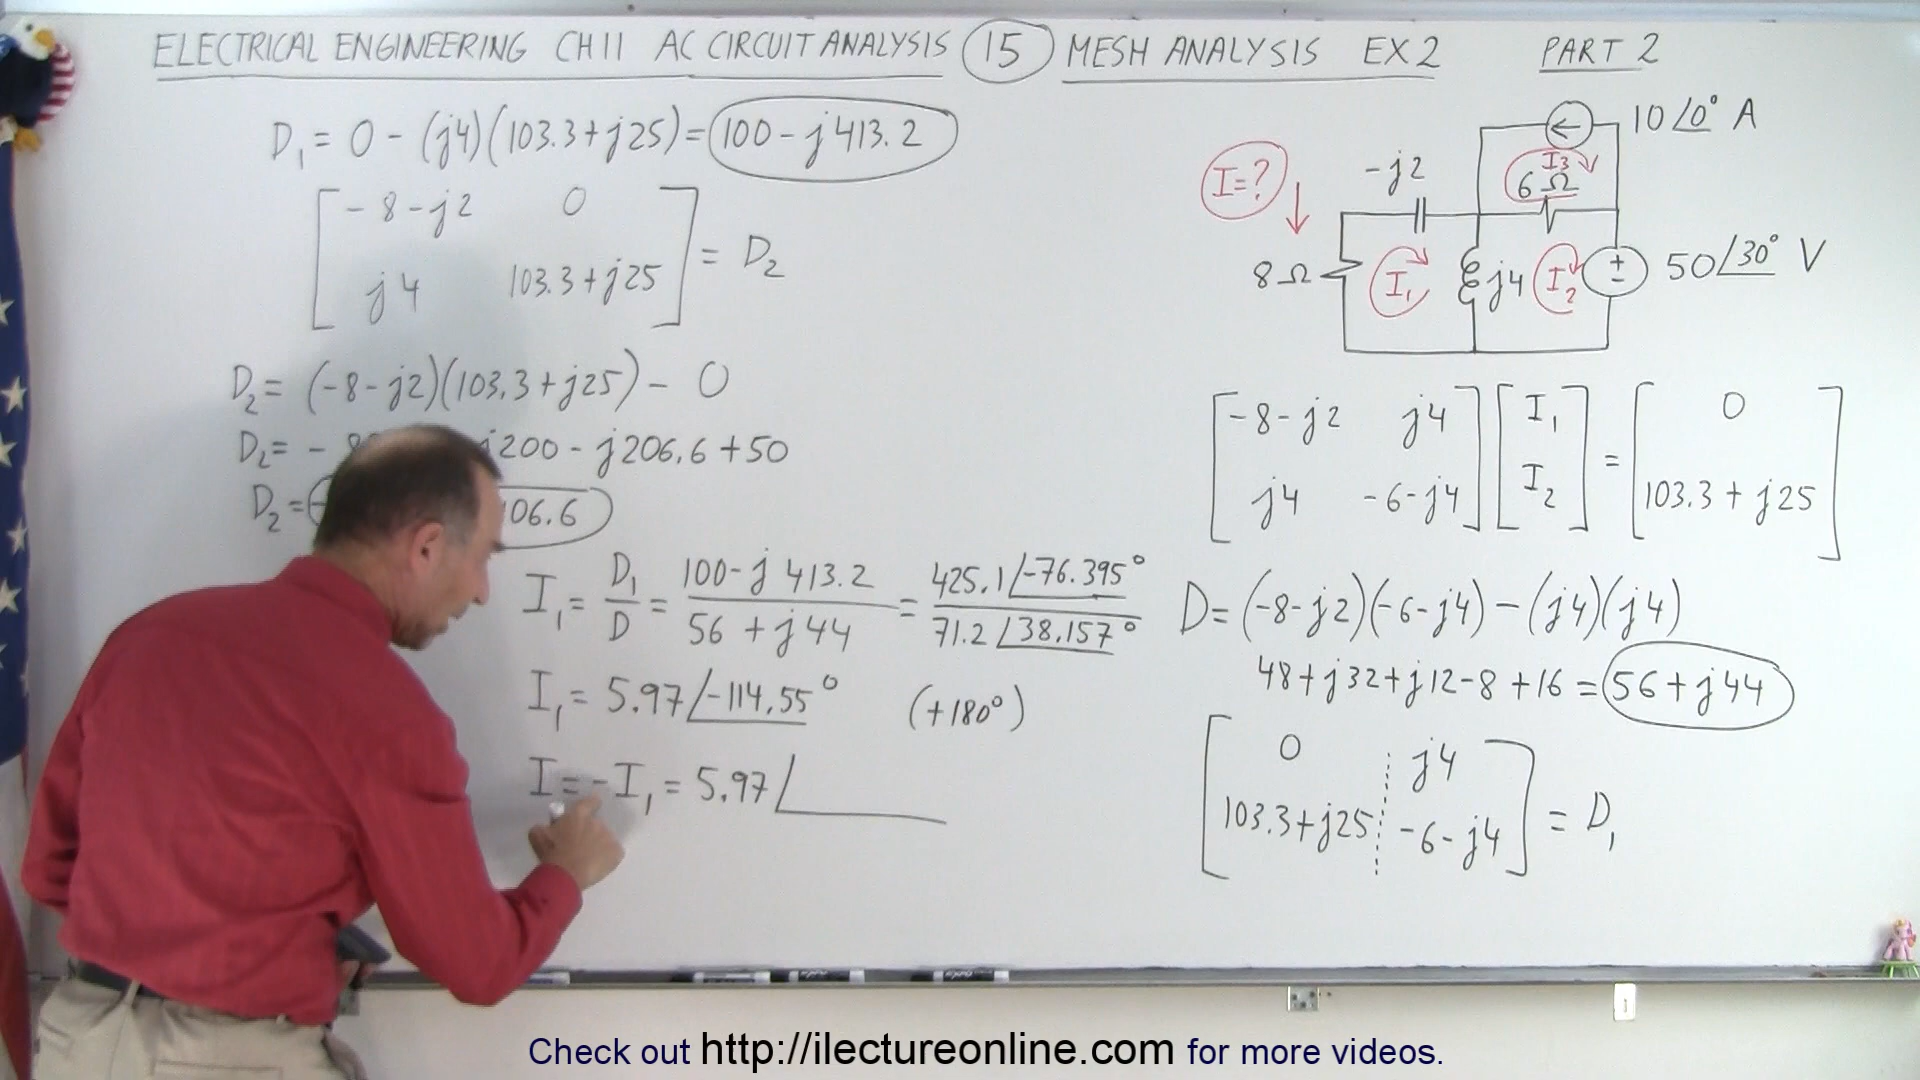 ELECTRICAL ENGINEERING CH 11 AC CIRCUIT ANALYSIS 15 MESH ANALYSIS EX 2 PART 2
D₁ = 0 - (j4)(103.3+j25) = 100 - j413.2
-8-j2 0
j4 103.3+j25
= D₂
D₂ = (-8-j2)(103.3+j25) - 0
D₂ = - j200 - j206.6 + 50
D₂ = 06.6
I₁ = D₁/D = (100 - j413.2)/(56 + j44) = 425.1∠-76.395° / 71.2∠38.157°
I₁ = 5.97∠-114.55° (+180°)
I = -I₁ = 5.97∠
10∠0° A
I=?
-j2
I₃
6Ω
8Ω
I₁
j4
I₂
+
-
50∠30° V
-8-j2 j4
j4 -6-j4
I₁
I₂
=
0
103.3 + j25
D = (-8-j2)(-6-j4) - (j4)(j4)
48 + j32 + j12 - 8 + 16 = 56 + j44
0 j4
103.3+j25 -6-j4
= D₁
Check out http://ilectureonline.com for more videos.